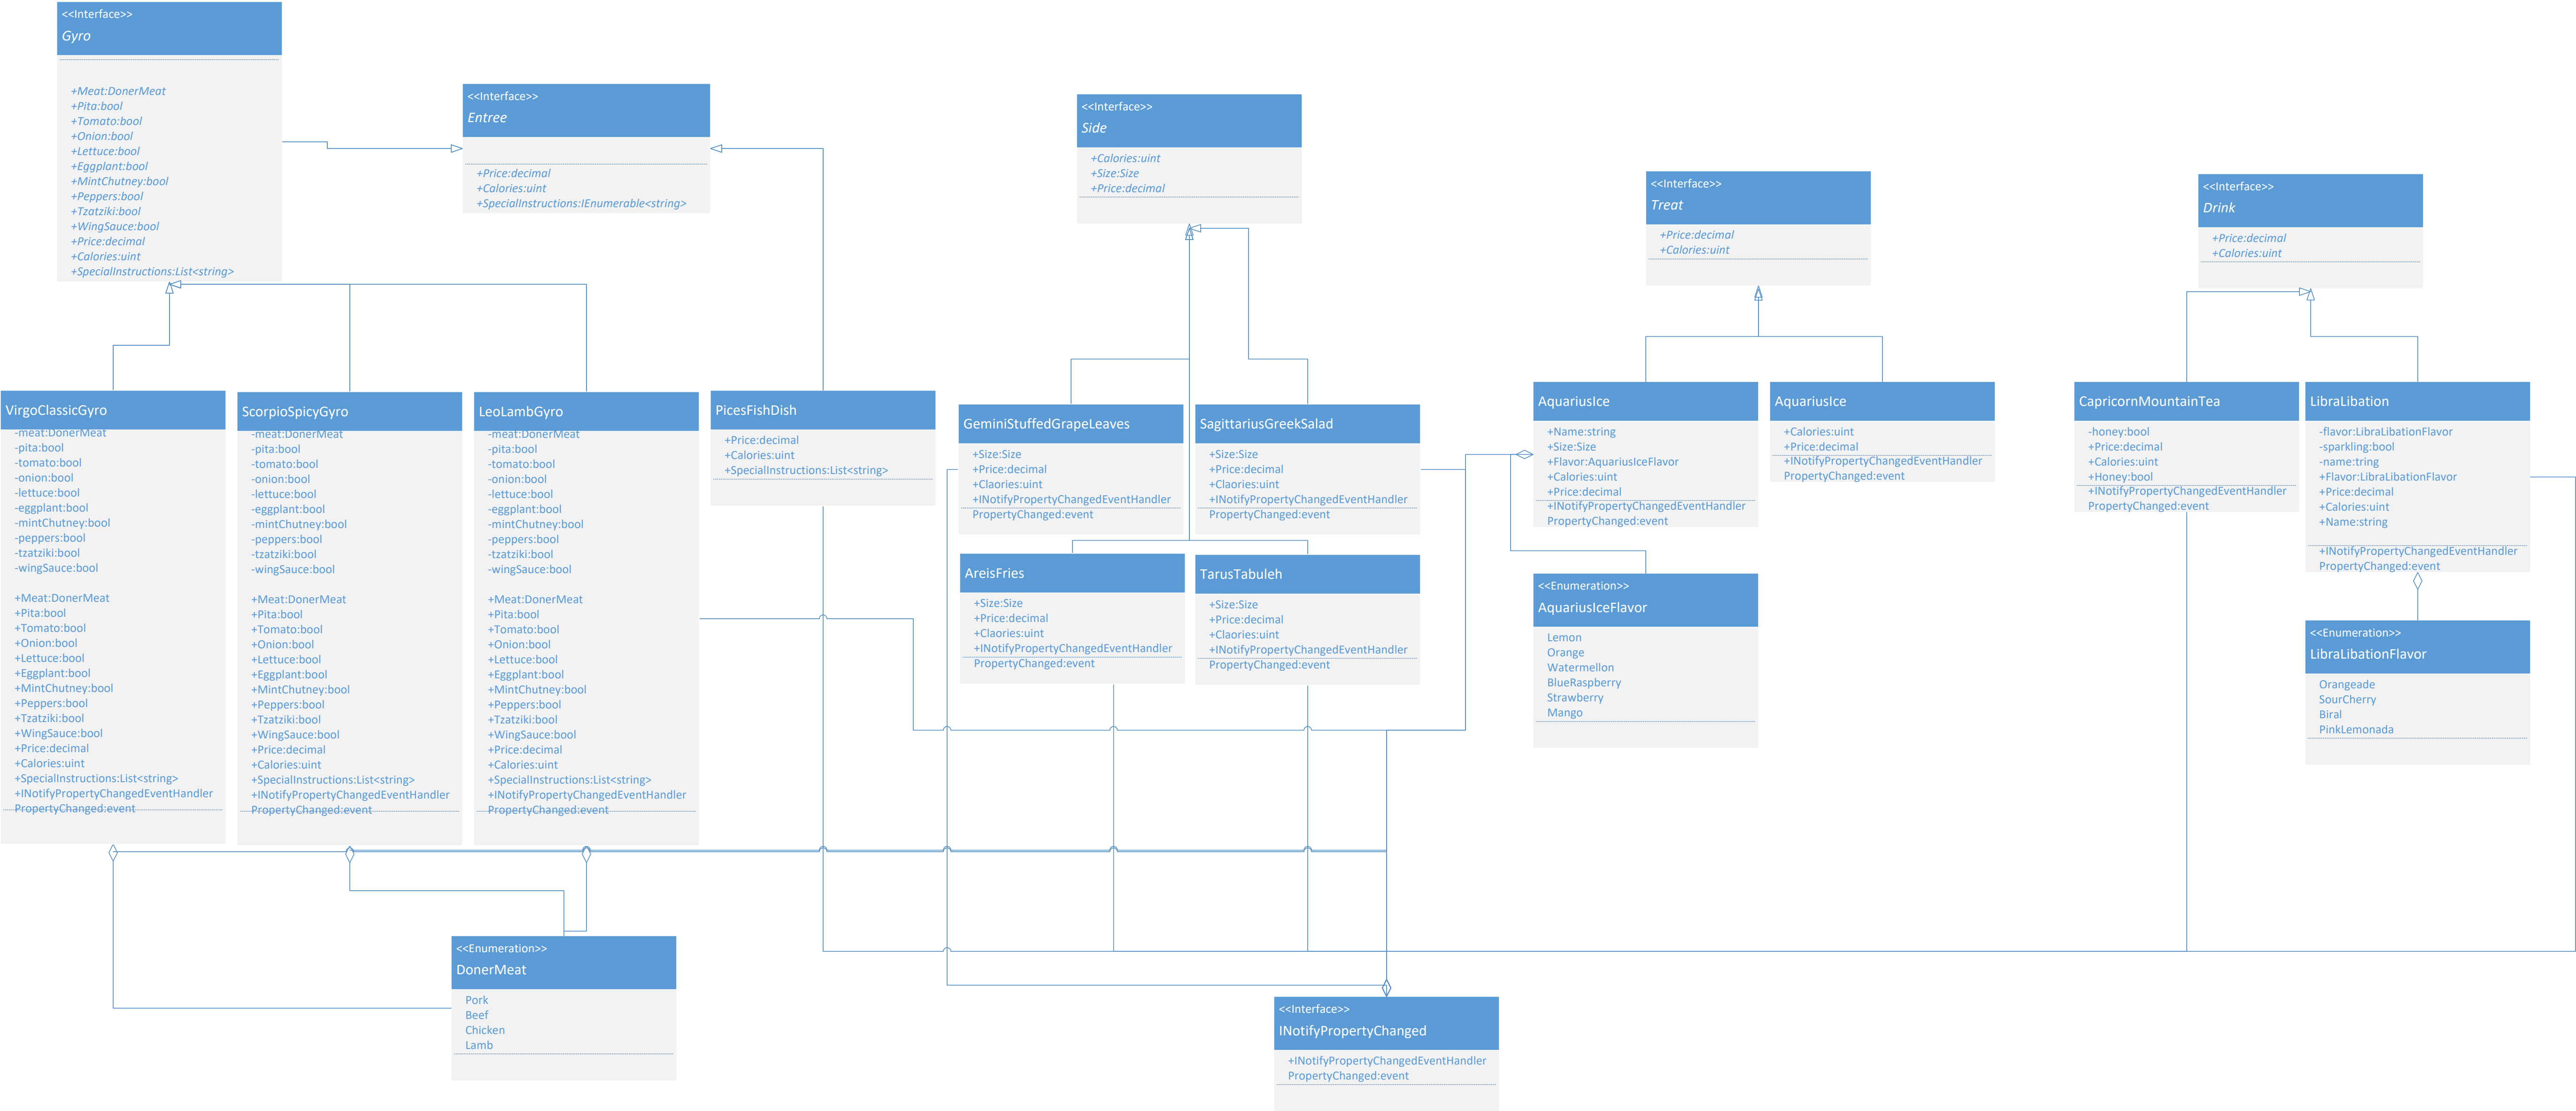 <<Interface>>
Gyro
+Meat:DonerMeat
+Pita:bool
+Tomato:bool
+Onion:bool
+Lettuce:bool
+Eggplant:bool
+MintChutney:bool
+Peppers:bool
+Tzatziki:bool
+WingSauce:bool
+Price:decimal
+Calories:uint
+SpecialInstructions:List<string>
<<Interface>>
Entree
+Price:decimal
+Calories:uint
+SpecialInstructions:IEnumerable<string>
<<Interface>>
Side
+Calories:uint
+Size:Size
+Price:decimal
<<Interface>>
Treat
+Price:decimal
+Calories:uint
<<Interface>>
Drink
+Price:decimal
+Calories:uint
VirgoClassicGyro
-meat:DonerMeat
-pita:bool
-tomato:bool
-onion:bool
-lettuce:bool
-eggplant:bool
-mintChutney:bool
-peppers:bool
-tzatziki:bool
-wingSauce:bool
+Meat:DonerMeat
+Pita:bool
+Tomato:bool
+Onion:bool
+Lettuce:bool
+Eggplant:bool
+MintChutney:bool
+Peppers:bool
+Tzatziki:bool
+WingSauce:bool
+Price:decimal
+Calories:uint
+SpecialInstructions:List<string>
+INotifyPropertyChangedEventHandler
PropertyChanged:event
ScorpioSpicyGyro
-meat:DonerMeat
-pita:bool
-tomato:bool
-onion:bool
-lettuce:bool
-eggplant:bool
-mintChutney:bool
-peppers:bool
-tzatziki:bool
-wingSauce:bool
+Meat:DonerMeat
+Pita:bool
+Tomato:bool
+Onion:bool
+Lettuce:bool
+Eggplant:bool
+MintChutney:bool
+Peppers:bool
+Tzatziki:bool
+WingSauce:bool
+Price:decimal
+Calories:uint
+SpecialInstructions:List<string>
+INotifyPropertyChangedEventHandler
PropertyChanged:event
LeoLambGyro
-meat:DonerMeat
-pita:bool
-tomato:bool
-onion:bool
-lettuce:bool
-eggplant:bool
-mintChutney:bool
-peppers:bool
-tzatziki:bool
-wingSauce:bool
+Meat:DonerMeat
+Pita:bool
+Tomato:bool
+Onion:bool
+Lettuce:bool
+Eggplant:bool
+MintChutney:bool
+Peppers:bool
+Tzatziki:bool
+WingSauce:bool
+Price:decimal
+Calories:uint
+SpecialInstructions:List<string>
+INotifyPropertyChangedEventHandler
PropertyChanged:event
PicesFishDish
+Price:decimal
+Calories:uint
+SpecialInstructions:List<string>
GeminiStuffedGrapeLeaves
+Size:Size
+Price:decimal
+Claories:uint
+INotifyPropertyChangedEventHandler
PropertyChanged:event
SagittariusGreekSalad
+Size:Size
+Price:decimal
+Claories:uint
+INotifyPropertyChangedEventHandler
PropertyChanged:event
AreisFries
+Size:Size
+Price:decimal
+Claories:uint
+INotifyPropertyChangedEventHandler
PropertyChanged:event
TarusTabuleh
+Size:Size
+Price:decimal
+Claories:uint
+INotifyPropertyChangedEventHandler
PropertyChanged:event
AquariusIce
+Name:string
+Size:Size
+Flavor:AquariusIceFlavor
+Calories:uint
+Price:decimal
+INotifyPropertyChangedEventHandler
PropertyChanged:event
AquariusIce
+Calories:uint
+Price:decimal
+INotifyPropertyChangedEventHandler
PropertyChanged:event
CapricornMountainTea
-honey:bool
+Price:decimal
+Calories:uint
+Honey:bool
+INotifyPropertyChangedEventHandler
PropertyChanged:event
LibraLibation
-flavor:LibraLibationFlavor
-sparkling:bool
-name:tring
+Flavor:LibraLibationFlavor
+Price:decimal
+Calories:uint
+Name:string
+INotifyPropertyChangedEventHandler
PropertyChanged:event
<<Enumeration>>
AquariusIceFlavor
Lemon
Orange
Watermellon
BlueRaspberry
Strawberry
Mango
<<Enumeration>>
LibraLibationFlavor
Orangeade
SourCherry
Biral
PinkLemonada
<<Enumeration>>
DonerMeat
Pork
Beef
Chicken
Lamb
<<Interface>>
INotifyPropertyChanged
+INotifyPropertyChangedEventHandler
PropertyChanged:event